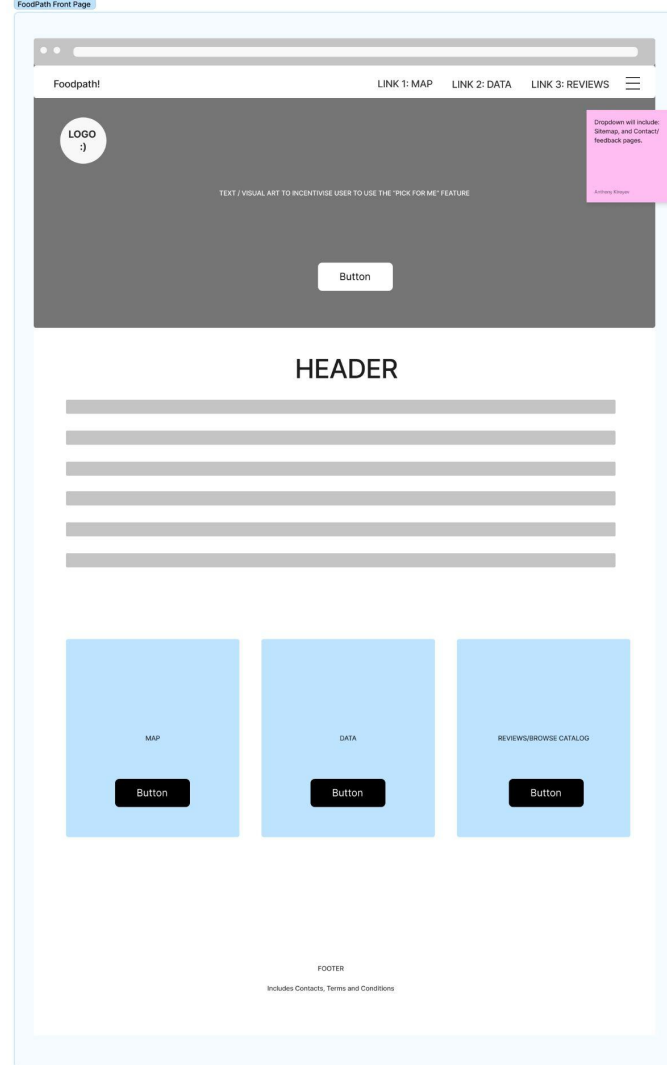 FoodPath Front Page
Foodpath!
LINK 1: MAP
LINK 2: DATA
LINK 3: REVIEWS
LOGO
:)
Dropdown will include:
Sitemap, and Contact/
feedback pages.
Anthony
TEXT / VISUAL ART TO INCENTIVISE USER TO USE THE "PICK FOR ME" FEATURE
Button
HEADER
MAP
Button
DATA
Button
REVIEWS/BROWSE CATALOG
Button
FOOTER
Includes Contacts, Terms and Conditions